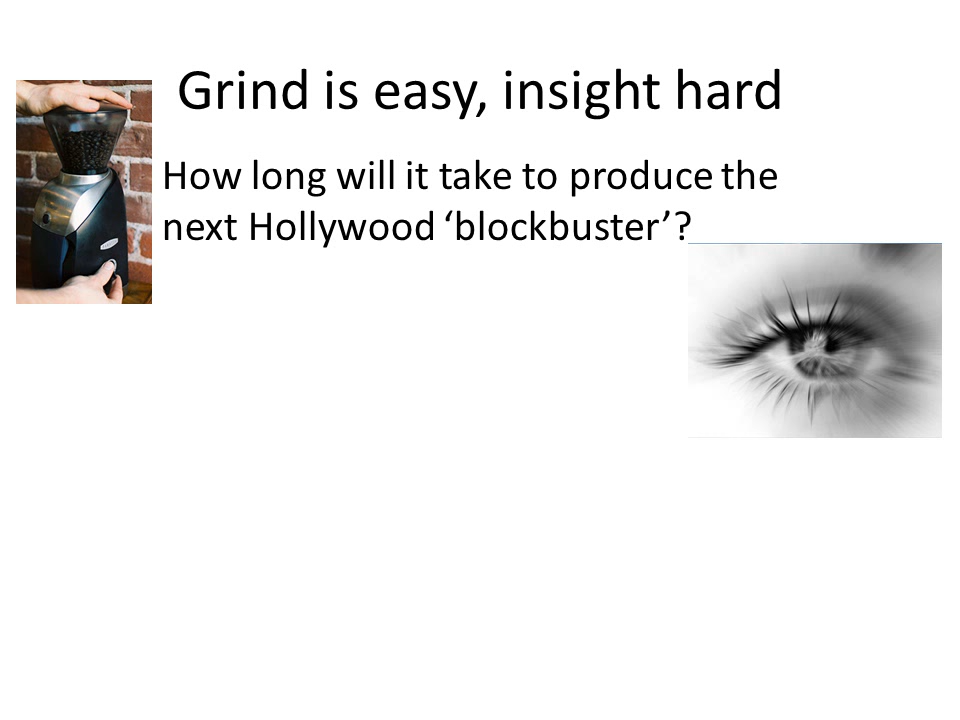 Grind is easy, insight hard
How long will it take to produce the
next Hollywood ‘blockbuster’?